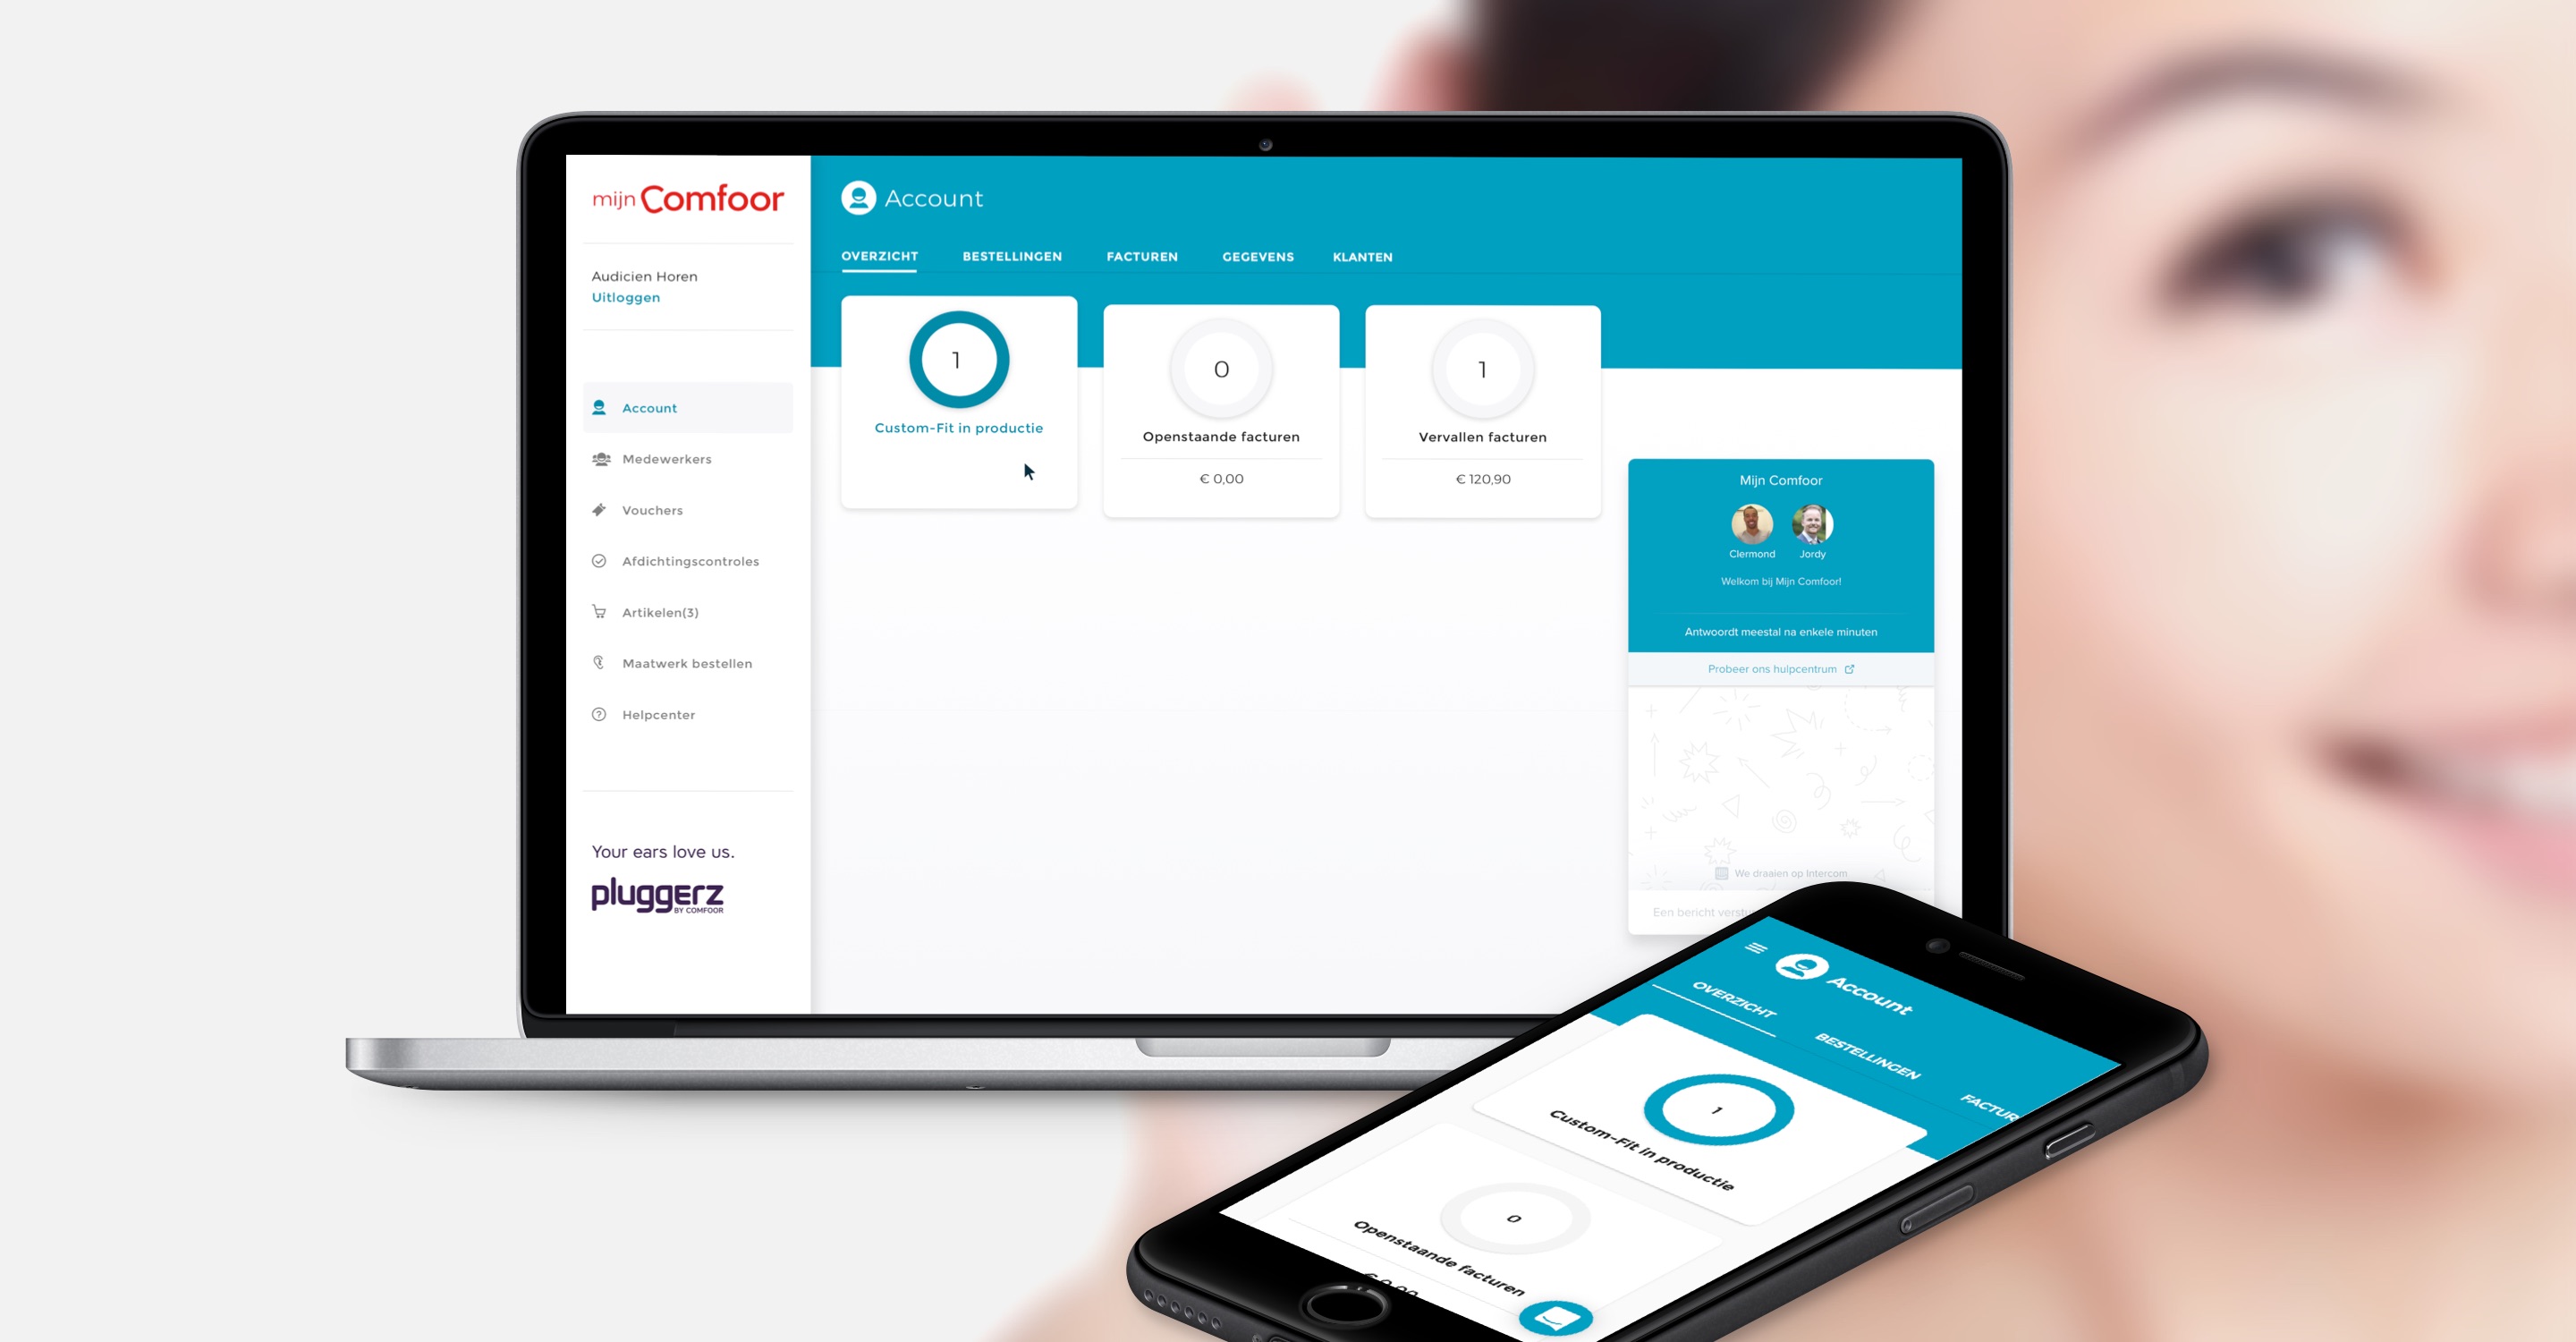 mijn Comfoor
Audicien Horen
Uitloggen
Account
Medewerkers
Vouchers
Afdichtingscontroles
Artikelen(3)
Maatwerk bestellen
Helpcenter
Your ears love us.
pluggerz
BY COMFOOR
Account
OVERZICHT BESTELLINGEN FACTUREN GEGEVENS KLANTEN
1
Custom-Fit in productie
0
Openstaande facturen
€ 0,00
1
Vervallen facturen
€ 120,90
Mijn Comfoor
Clermond Jordy
Welkom bij Mijn Comfoor!
Antwoordt meestal na enkele minuten
Probeer ons hulpcentrum
We draaien op Intercom
Een bericht
Account
OVERZICHT BESTELLINGEN
1
Custom-Fit in productie
0
Openstaande facturen